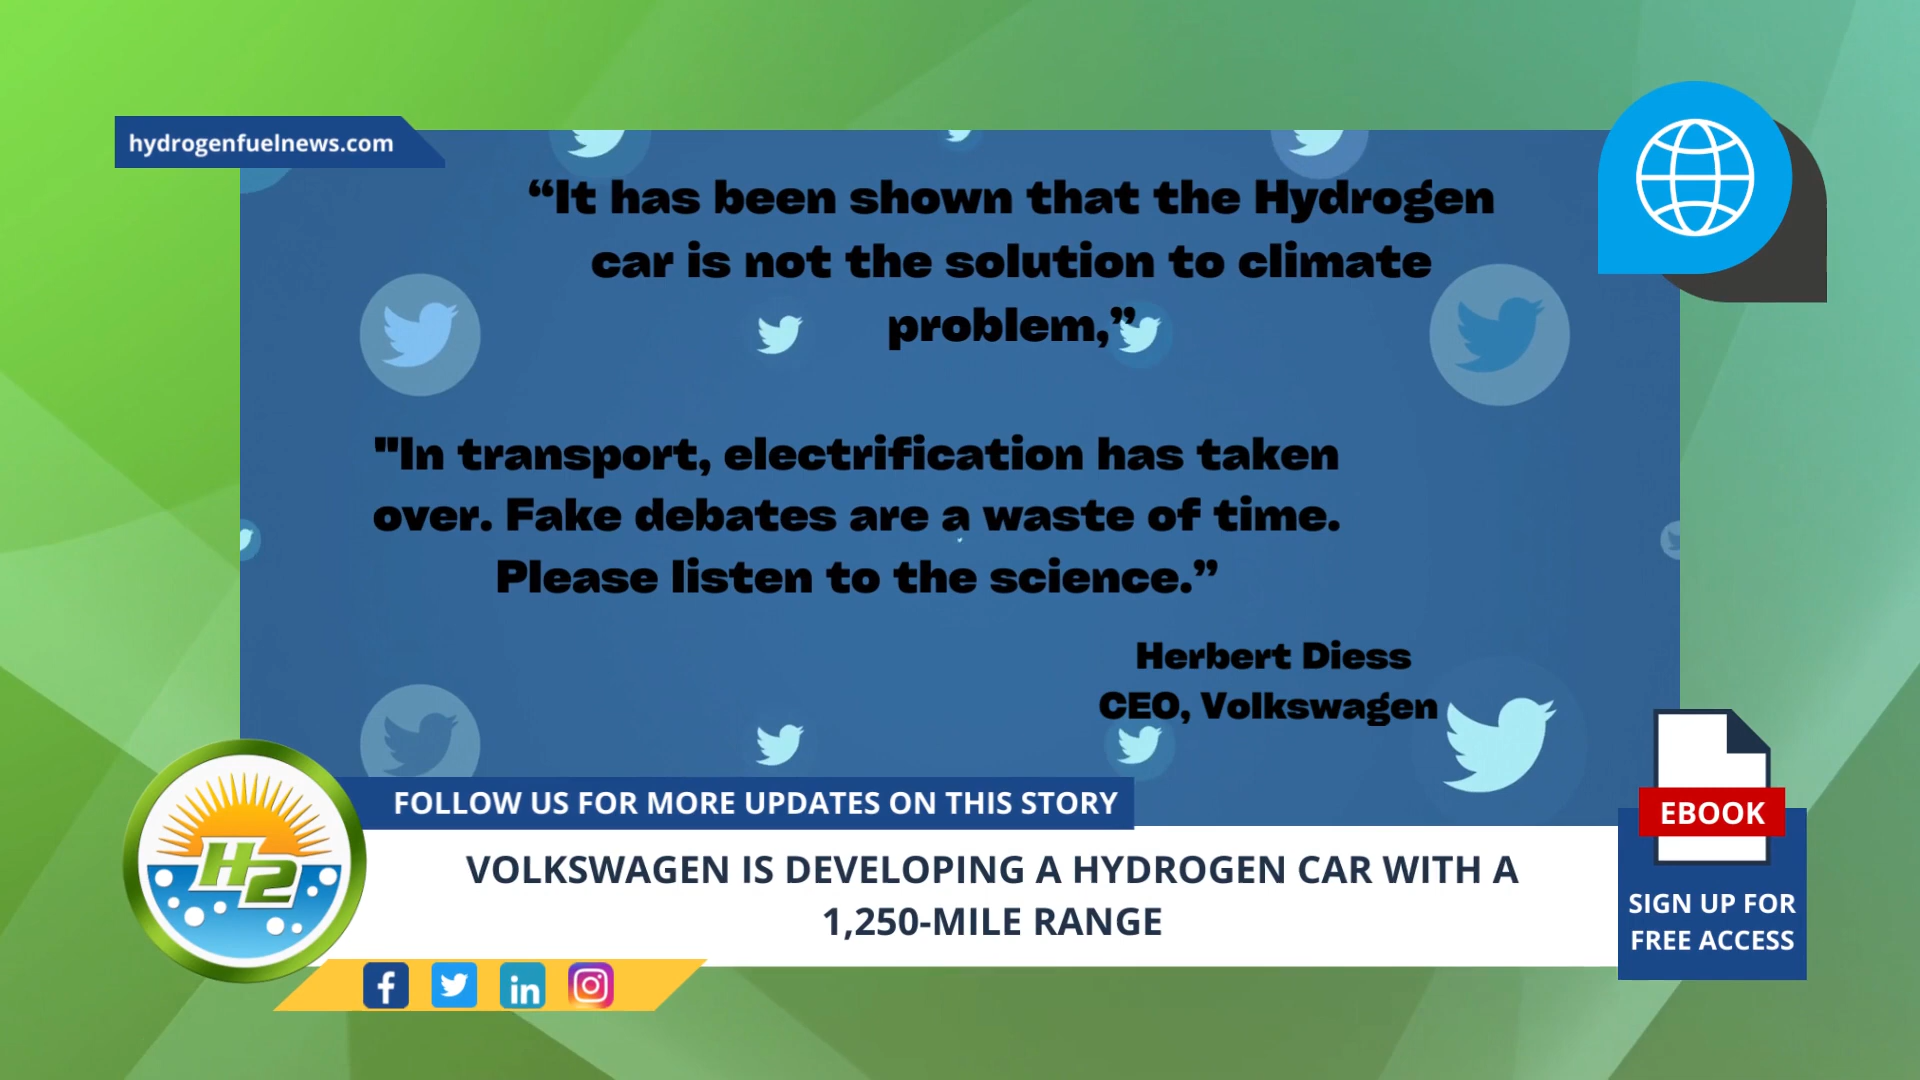 hydrogenfuelnews.com
“It has been shown that the Hydrogen
car is not the solution to climate
problem,”
"In transport, electrification has taken
over. Fake debates are a waste of time.
Please listen to the science.”
Herbert Diess
CEO, Volkswagen
FOLLOW US FOR MORE UPDATES ON THIS STORY
H2
VOLKSWAGEN IS DEVELOPING A HYDROGEN CAR WITH A
1,250-MILE RANGE
EBOOK
SIGN UP FOR
FREE ACCESS